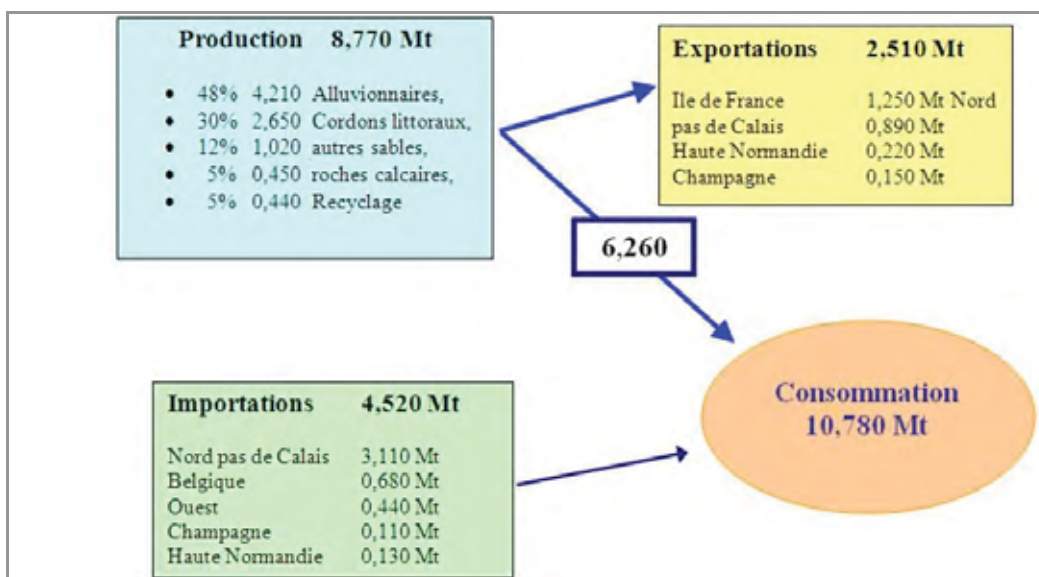 Production 8,770 Mt
• 48% 4,210 Alluvionnaires,
• 30% 2,650 Cordons littoraux,
• 12% 1,020 autres sables,
• 5% 0,450 roches calcaires,
• 5% 0,440 Recyclage
Exportations 2,510 Mt
Ile de France 1,250 Mt Nord
pas de Calais 0,890 Mt
Haute Normandie 0,220 Mt
Champagne 0,150 Mt
6,260
Consommation
10,780 Mt
Importations 4,520 Mt
Nord pas de Calais 3,110 Mt
Belgique 0,680 Mt
Ouest 0,440 Mt
Champagne 0,110 Mt
Haute Normandie 0,130 Mt